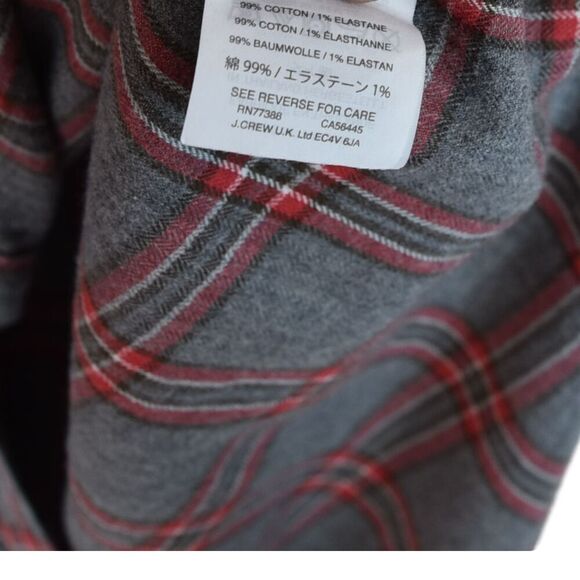 99% COTTON / 1% ELASTANE
99% COTON / 1% ÉLASTHANNE
99% BAUMWOLLE / 1% ELASTAN
綿 99% / エラステーン 1%
SEE REVERSE FOR CARE
RN77388 CA56445
J.CREW U.K. Ltd EC4V 6JA